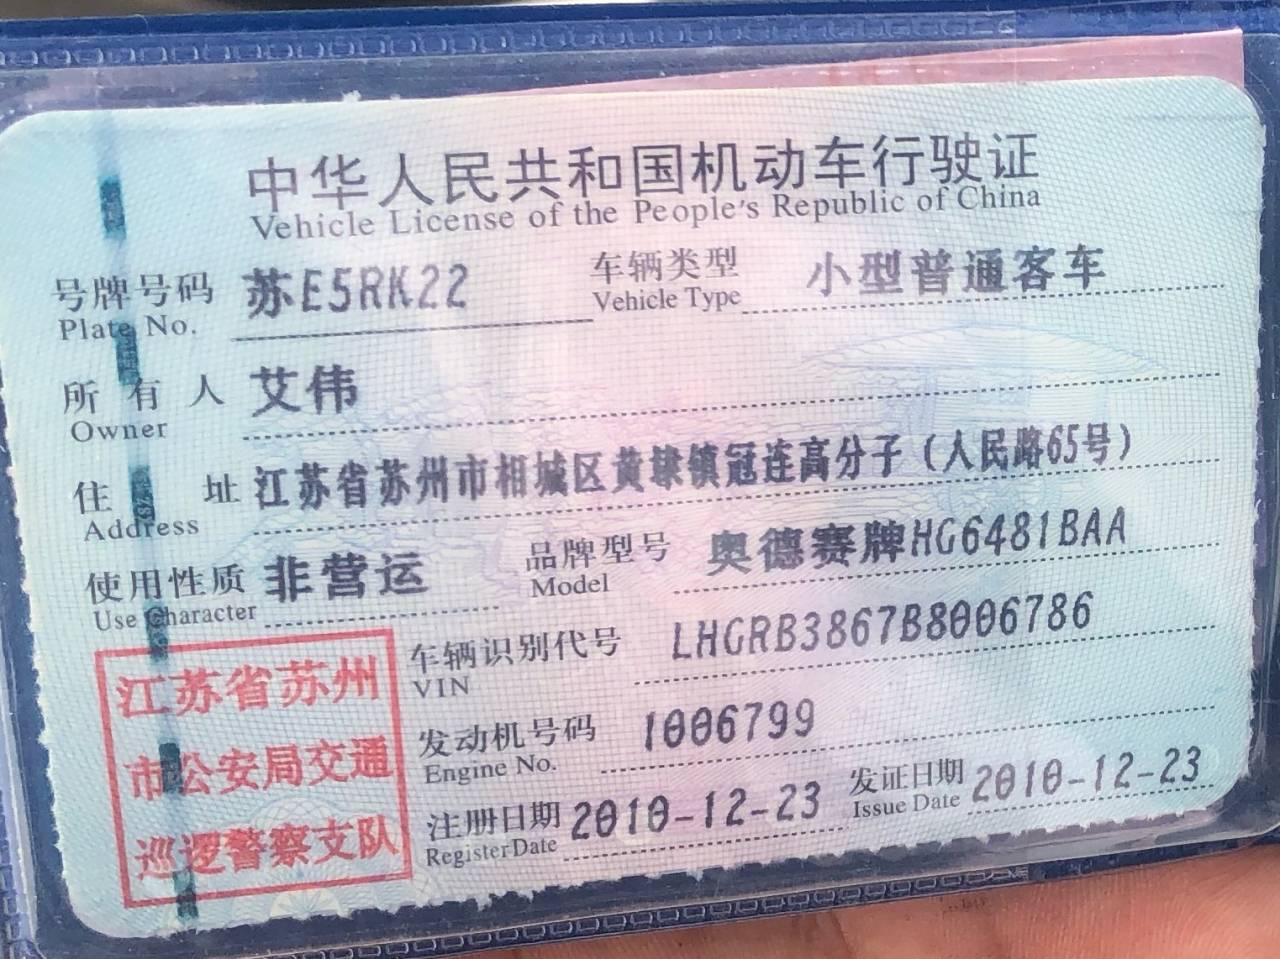 中华人民共和国机动车行驶证
Vehicle License of the People's Republic of China
号牌号码 苏E5RK22 车辆类型 小型普通客车
Plate No. Vehicle Type
所有人 艾伟
Owner
住址 江苏省苏州市相城区黄埭镇冠连高分子（人民路65号）
Address
使用性质 非营运 品牌型号 奥德赛牌HG6481BAA
Use Character Model
车辆识别代号 LHGRB3867B8006786
VIN
发动机号码 1006799
Engine No.
注册日期 2010-12-23 发证日期 2010-12-23
Register Date Issue Date
江苏省苏州
市公安局交通
巡逻警察支队